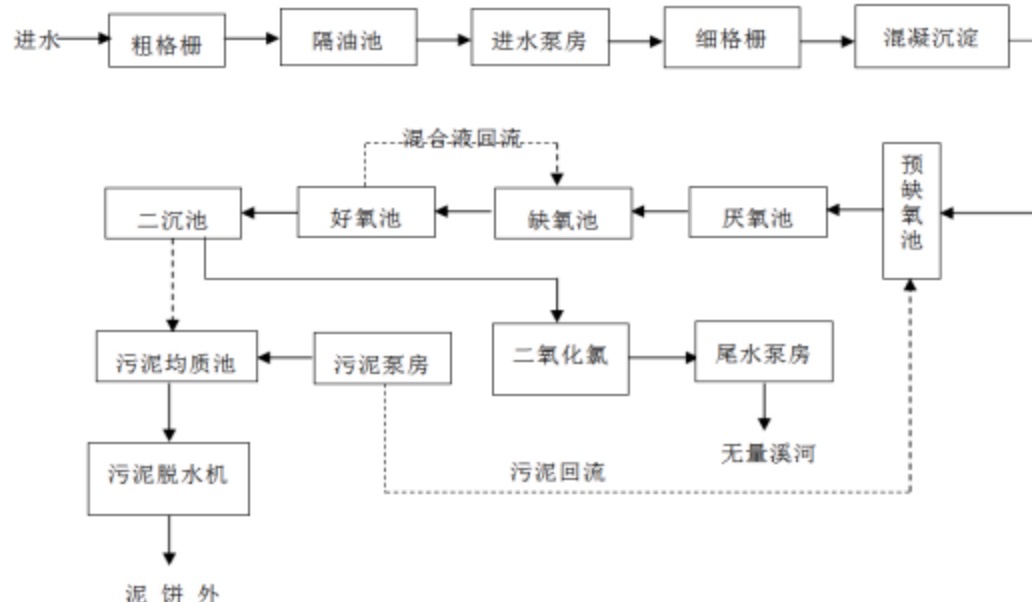 进水
粗格栅
隔油池
进水泵房
细格栅
混凝沉淀
混合液回流
二沉池
好氧池
缺氧池
厌氧池
预
缺
氧
池
污泥均质池
污泥泵房
二氧化氯
尾水泵房
无量溪河
污泥脱水机
污泥回流
泥 饼 外